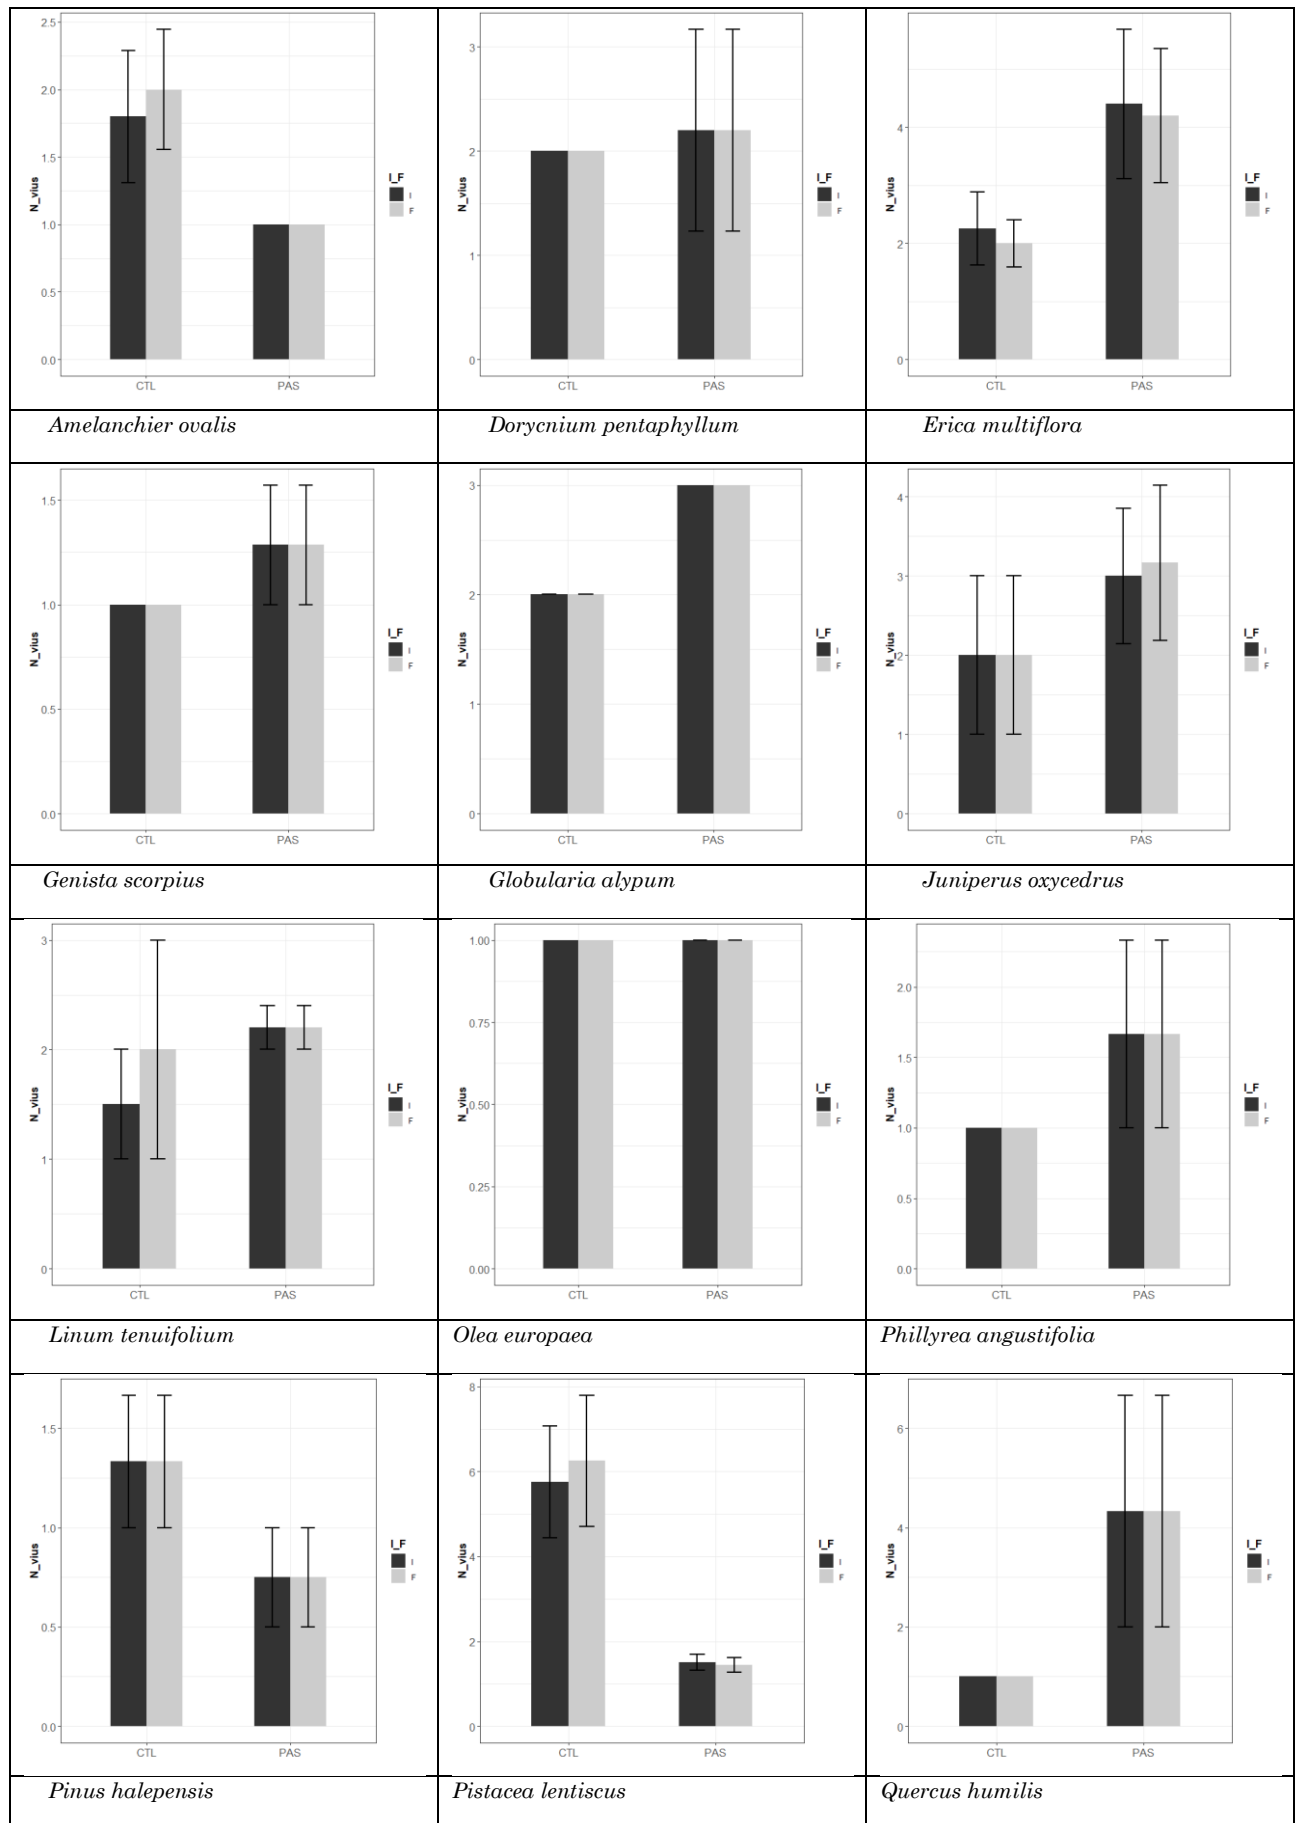 2.5
2.0
1.5
1.0
0.5
0.0
N_vius
CTL PAS
I_F
I
F
3
2
1
0
N_vius
CTL PAS
I_F
I
F
4
2
0
N_vius
CTL PAS
I_F
I
F
Amelanchier ovalis
Dorycnium pentaphyllum
Erica multiflora
1.5
1.0
0.5
0.0
N_vius
CTL PAS
I_F
I
F
3
2
1
0
N_vius
CTL PAS
I_F
I
F
4
3
2
1
0
N_vius
CTL PAS
I_F
I
F
Genista scorpius
Globularia alypum
Juniperus oxycedrus
3
2
1
0
N_vius
CTL PAS
I_F
I
F
1.00
0.75
0.50
0.25
0.00
N_vius
CTL PAS
I_F
I
F
2.0
1.5
1.0
0.5
0.0
N_vius
CTL PAS
I_F
I
F
Linum tenuifolium
Olea europaea
Phillyrea angustifolia
1.5
1.0
0.5
0.0
N_vius
CTL PAS
I_F
I
F
8
6
4
2
0
N_vius
CTL PAS
I_F
I
F
6
4
2
0
N_vius
CTL PAS
I_F
I
F
Pinus halepensis
Pistacea lentiscus
Quercus humilis